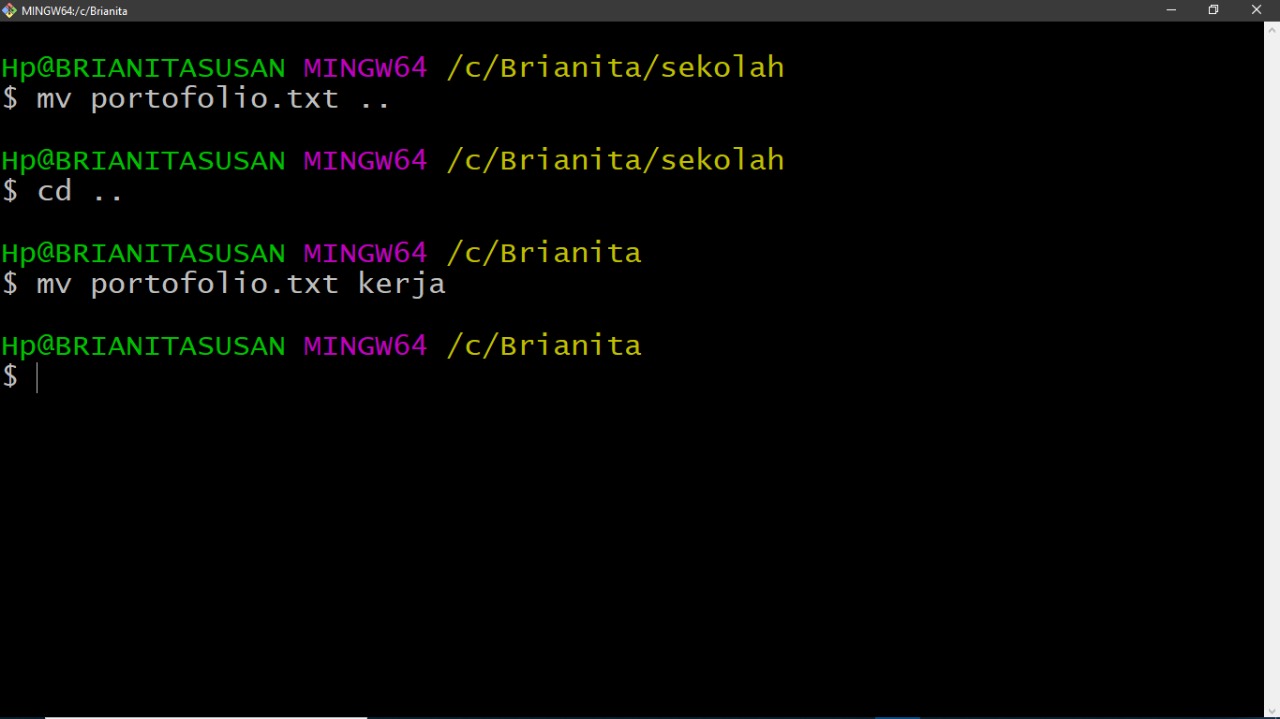 MINGW64:/c/Brianita
Hp@BRIANITASUSAN MINGW64 /c/Brianita/sekolah
$ mv portofolio.txt ..
Hp@BRIANITASUSAN MINGW64 /c/Brianita/sekolah
$ cd ..
Hp@BRIANITASUSAN MINGW64 /c/Brianita
$ mv portofolio.txt kerja
Hp@BRIANITASUSAN MINGW64 /c/Brianita
$